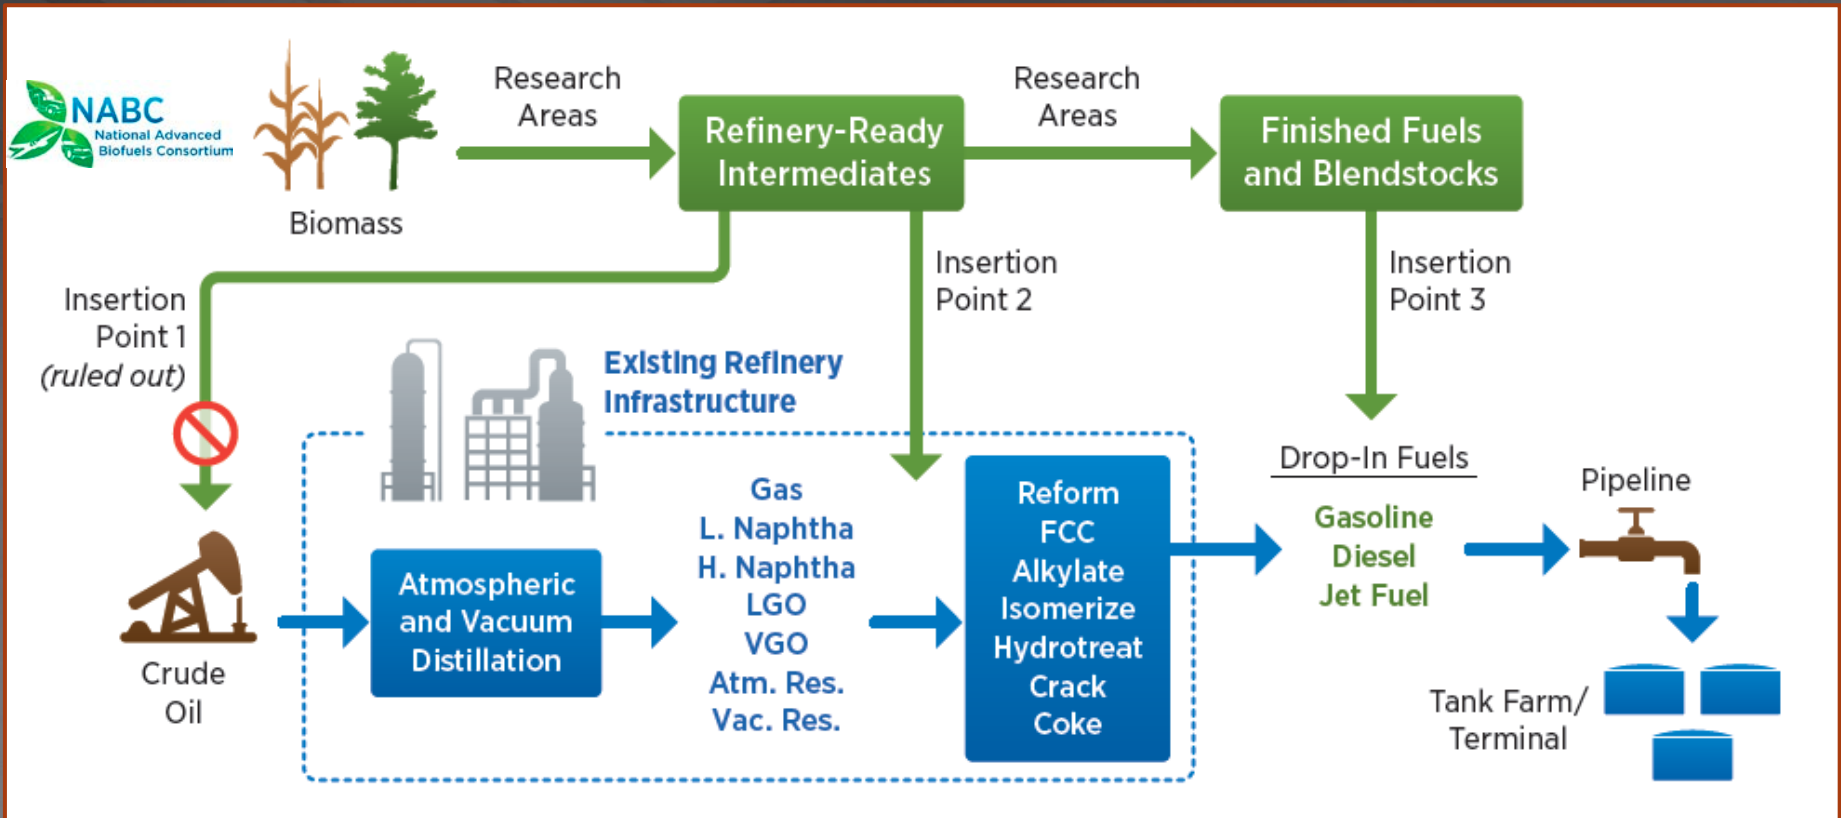 NABC
National Advanced
Biofuels Consortium
Biomass
Research
Areas
Refinery-Ready
Intermediates
Research
Areas
Finished Fuels
and Blendstocks
Insertion
Point 1
(ruled out)
Insertion
Point 2
Insertion
Point 3
Existing Refinery
Infrastructure
Crude
Oil
Atmospheric
and Vacuum
Distillation
Gas
L. Naphtha
H. Naphtha
LGO
VGO
Atm. Res.
Vac. Res.
Reform
FCC
Alkylate
Isomerize
Hydrotreat
Crack
Coke
Drop-In Fuels
Gasoline
Diesel
Jet Fuel
Pipeline
Tank Farm/
Terminal